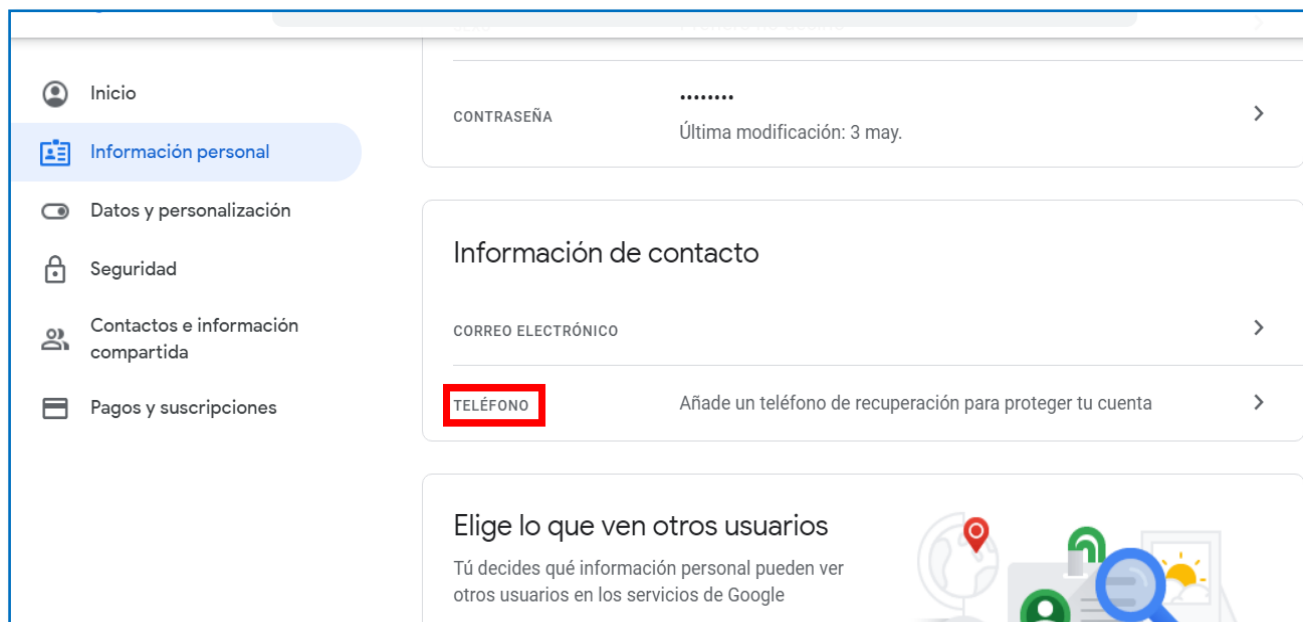 Inicio
Información personal
Datos y personalización
Seguridad
Contactos e información
compartida
Pagos y suscripciones
CONTRASEÑA
••••••••
Última modificación: 3 may.
Información de contacto
CORREO ELECTRÓNICO
TELÉFONO Añade un teléfono de recuperación para proteger tu cuenta
Elige lo que ven otros usuarios
Tú decides qué información personal pueden ver
otros usuarios en los servicios de Google